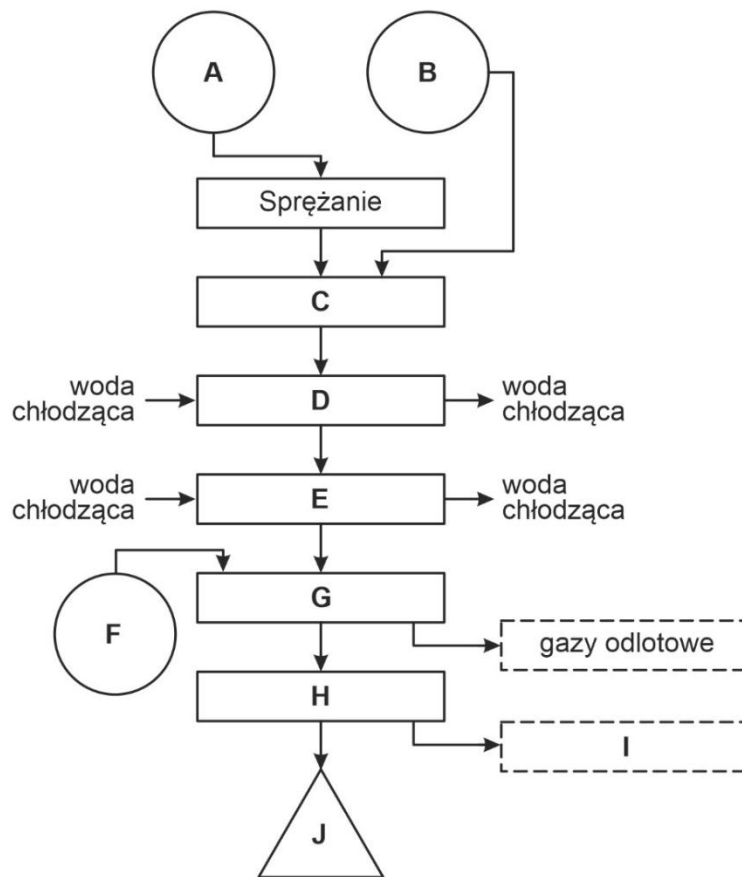 A
B
Sprężanie
C
woda
chłodząca
D
woda
chłodząca
woda
chłodząca
E
woda
chłodząca
F
G
gazy odlotowe
H
I
J